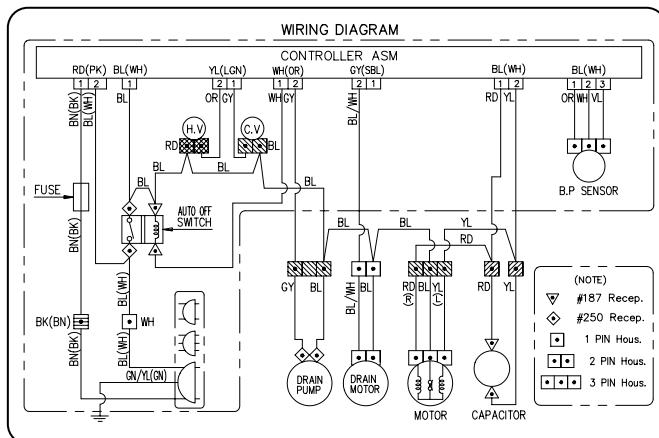 WIRING DIAGRAM
CONTROLLER ASM
RD(PK) BL(WH) YL(LGN) WH(OR) GY(SBL) BL(WH) BL(WH)
1 2 1 2 1 1 2 2 1 1 2 1 2 3
BN(BK) BL(WH) BL OR GY WH GY BL/WH RD YL OR WH VL
H.V C.V
RD BL
BL BL BL
FUSE
AUTO OFF
SWITCH
B.P SENSOR
BN(BK)
BL BL YL
RD
BL(WH)
GY BL BL/WH BL RD BL YL RD YL
(R) (L)
BK(BN) WH
BN(BK) BL(WH)
GN/YL(GN)
DRAIN
PUMP
DRAIN
MOTOR
MOTOR
CAPACITOR
(NOTE)
#187 Recep.
#250 Recep.
1 PIN Hous.
2 PIN Hous.
3 PIN Hous.